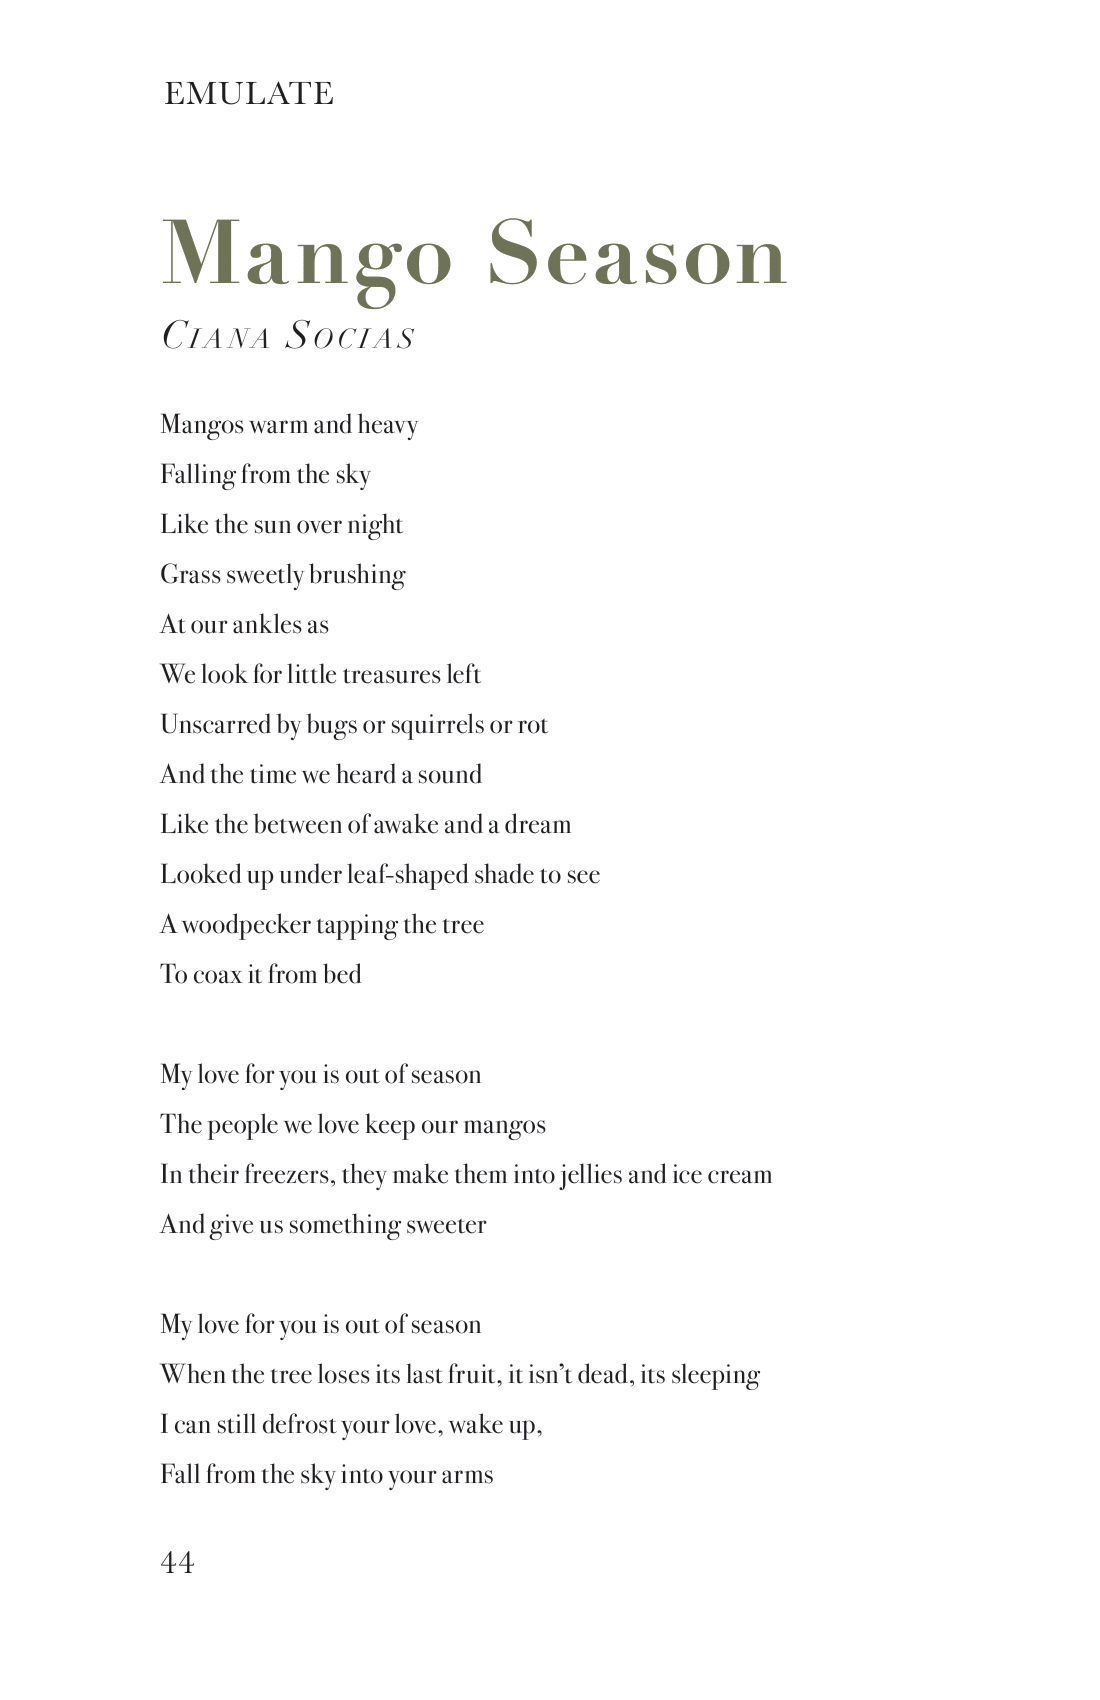 EMULATE
Mango Season
Ciana Socias
Mangos warm and heavy
Falling from the sky
Like the sun over night
Grass sweetly brushing
At our ankles as
We look for little treasures left
Unscarred by bugs or squirrels or rot
And the time we heard a sound
Like the between of awake and a dream
Looked up under leaf-shaped shade to see
A woodpecker tapping the tree
To coax it from bed
My love for you is out of season
The people we love keep our mangos
In their freezers, they make them into jellies and ice cream
And give us something sweeter
My love for you is out of season
When the tree loses its last fruit, it isn’t dead, its sleeping
I can still defrost your love, wake up,
Fall from the sky into your arms
44